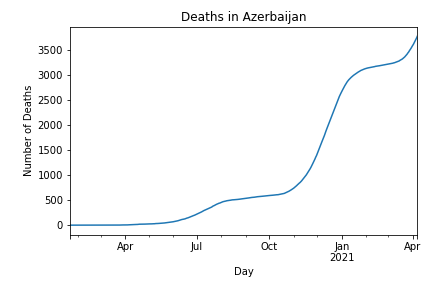 Deaths in Azerbaijan
Number of Deaths
3500
3000
2500
2000
1500
1000
500
0
Apr
Jul
Oct
Jan
2021
Apr
Day